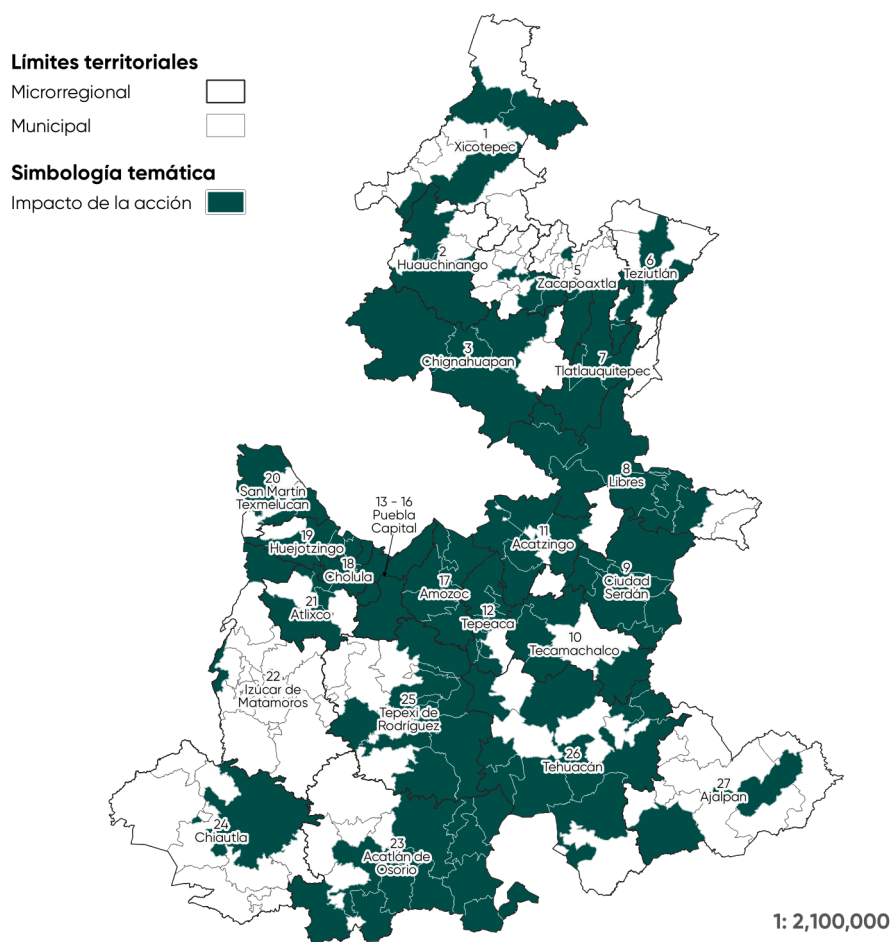 Límites territoriales
Microrregional
Municipal
Simbología temática
Impacto de la acción
1
Xicotepec
2
Huauchinango
5
Zacapoaxtla
6
Teziutlán
3
Chignahuapan
7
Tlatlauquitepec
8
Libres
20
San Martín
Texmelucan
13 - 16
Puebla
Capital
19
Huejotzingo
18
Cholula
11
Acatzingo
9
Ciudad
Serdán
17
Amozoc
21
Atlixco
12
Tepeaca
10
Tecamachalco
22
Izúcar de
Matamoros
25
Tepexi de
Rodríguez
26
Tehuacán
27
Ajalpan
24
Chiautla
23
Acatlán de
Osorio
1: 2,100,000